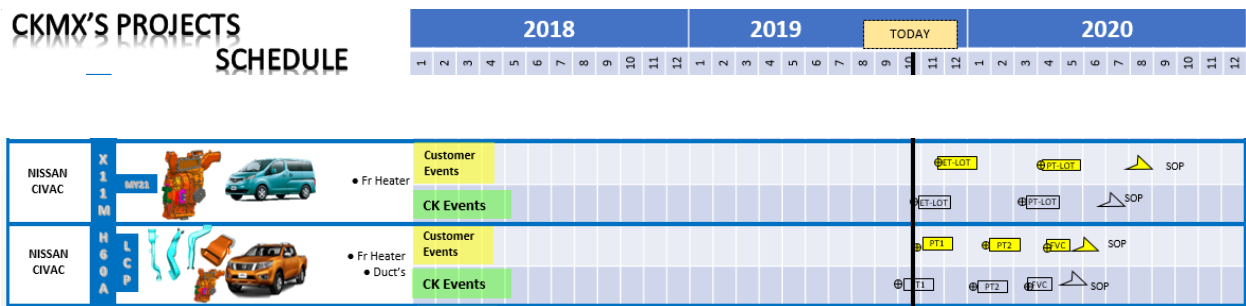 CKMX'S PROJECTS
SCHEDULE
2018 2019 TODAY 2020
1 2 3 4 5 6 7 8 9 10 11 12 1 2 3 4 5 6 7 8 9 10 11 12 1 2 3 4 5 6 7 8 9 10 11 12
NISSAN
CIVAC
X11M
MY21
• Fr Heater
Customer
Events
ET-LOT PT-LOT SOP
CK Events
ET-LOT PT-LOT SOP
NISSAN
CIVAC
H60A
LCP
• Fr Heater
• Duct's
Customer
Events
PT1 PT2 FVC SOP
CK Events
PT1 PT2 FVC SOP